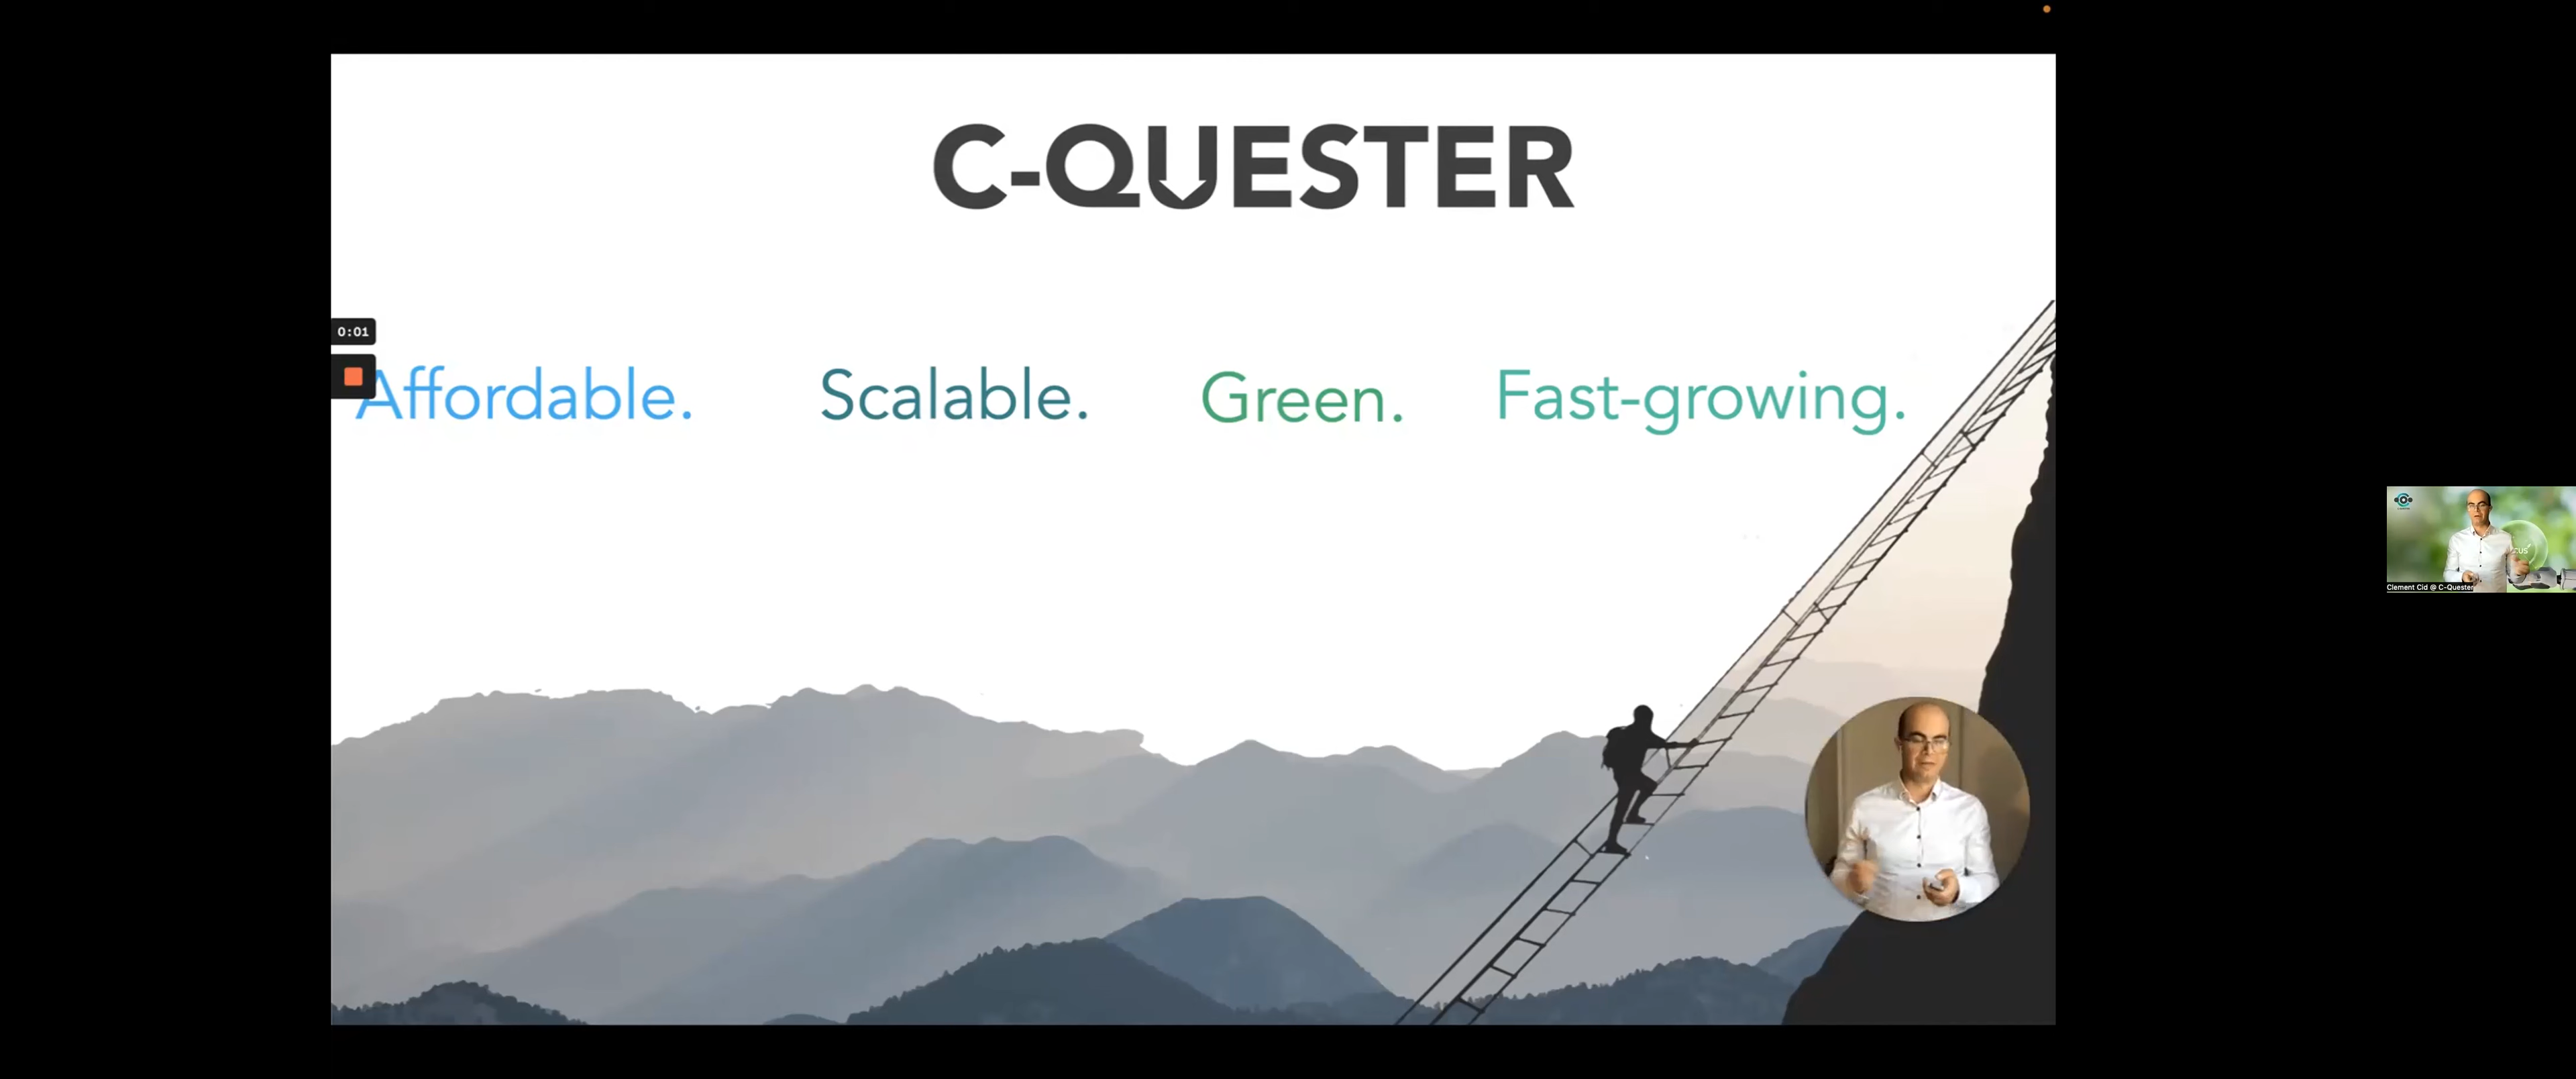 C-QUESTER
0:01
Affordable. Scalable. Green. Fast-growing.
Clement Cid @ C-Quester